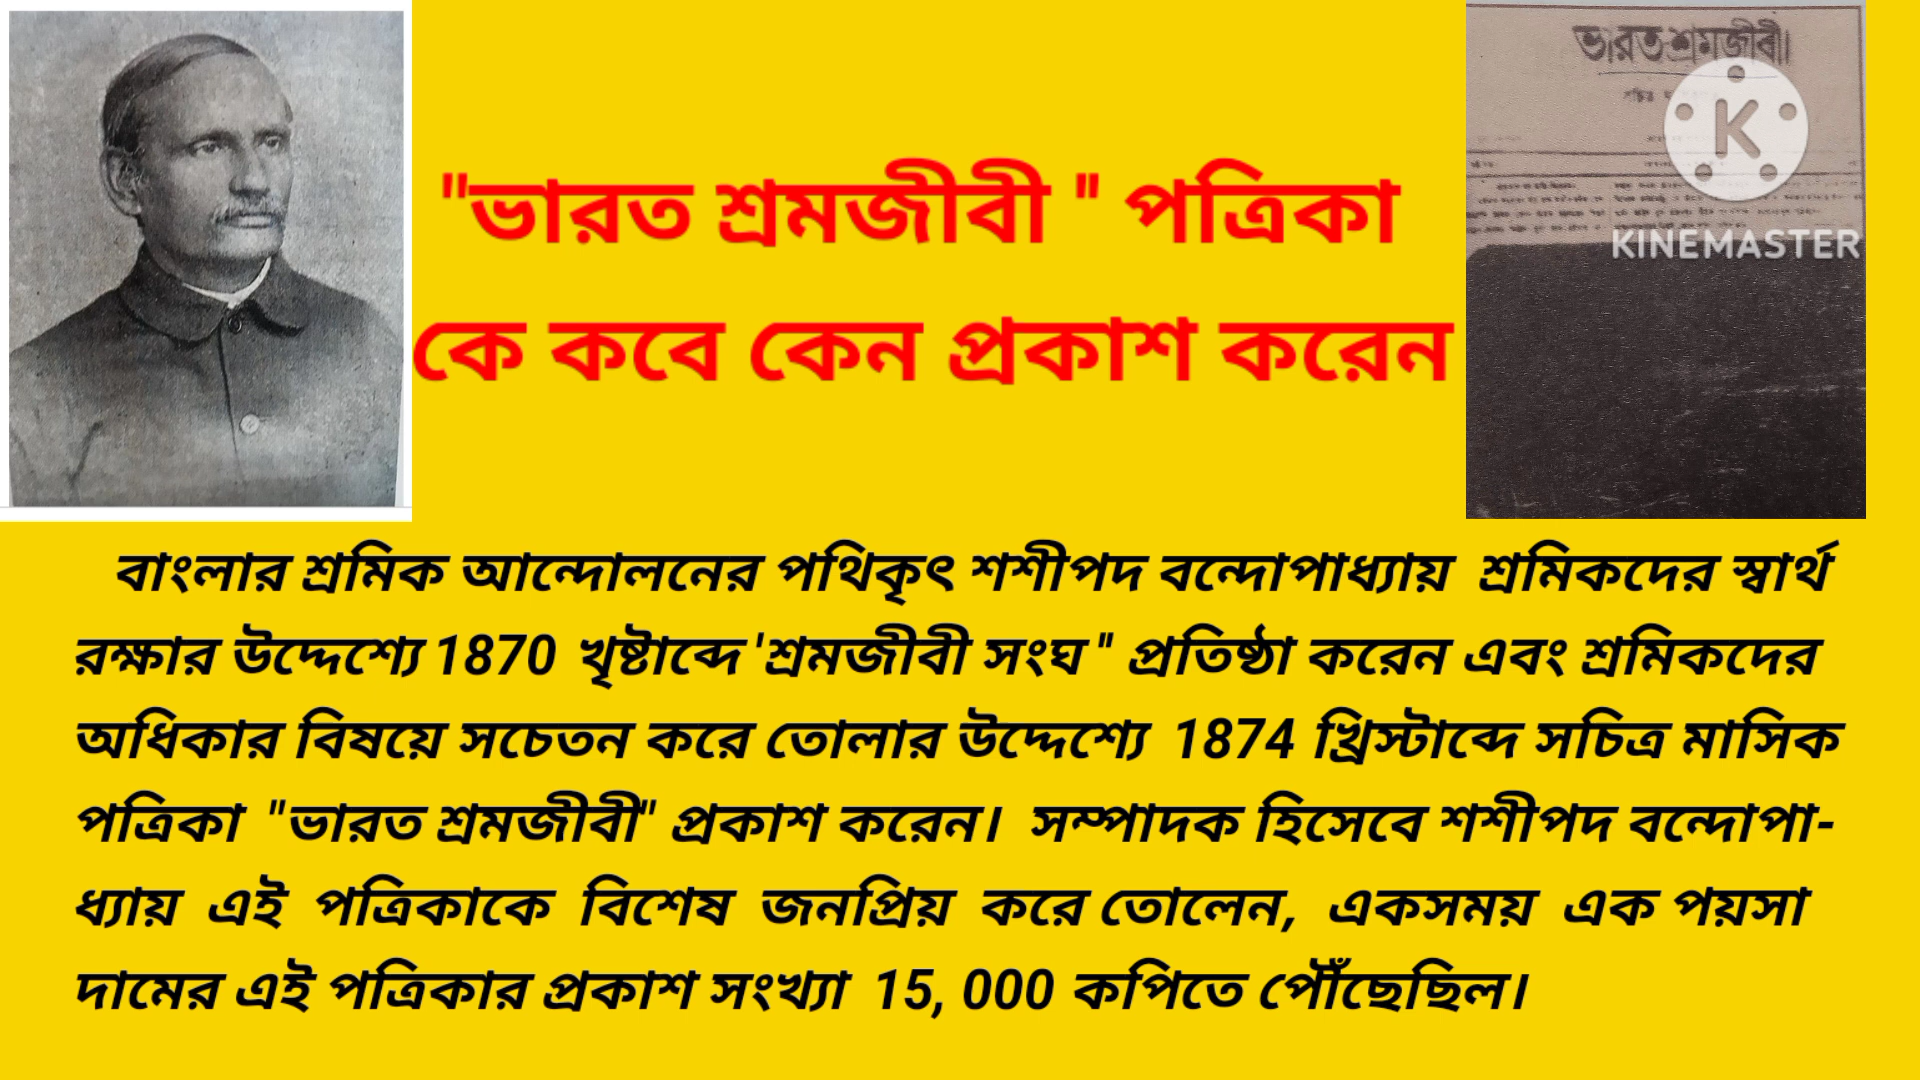 ভারত শ্রমজীবী।
KINEMASTER
"ভারত শ্রমজীবী " পত্রিকা
কে কবে কেন প্রকাশ করেন
বাংলার শ্রমিক আন্দোলনের পথিকৃৎ শশীপদ বন্দোপাধ্যায় শ্রমিকদের স্বার্থ
রক্ষার উদ্দেশ্যে 1870 খৃষ্টাব্দে 'শ্রমজীবী সংঘ " প্রতিষ্ঠা করেন এবং শ্রমিকদের
অধিকার বিষয়ে সচেতন করে তোলার উদ্দেশ্যে 1874 খ্রিস্টাব্দে সচিত্র মাসিক
পত্রিকা "ভারত শ্রমজীবী" প্রকাশ করেন। সম্পাদক হিসেবে শশীপদ বন্দোপা-
ধ্যায় এই পত্রিকাকে বিশেষ জনপ্রিয় করে তোলেন, একসময় এক পয়সা
দামের এই পত্রিকার প্রকাশ সংখ্যা 15, 000 কপিতে পৌঁছেছিল।